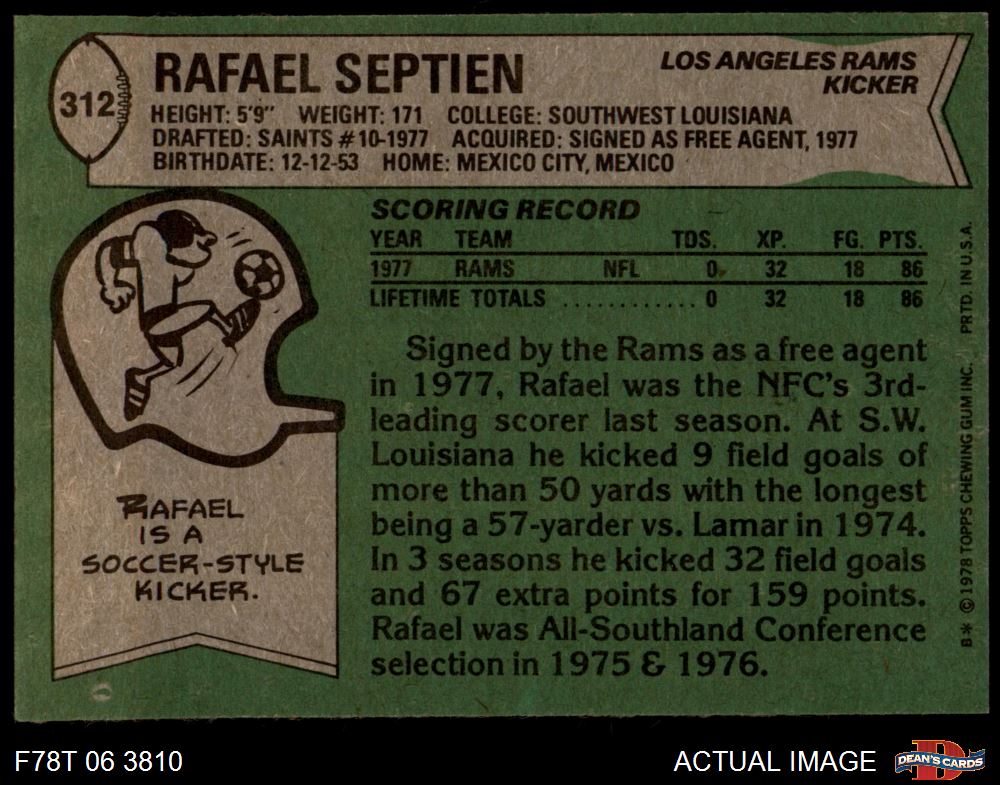 312
RAFAEL SEPTIEN
LOS ANGELES RAMS
KICKER
HEIGHT: 5'9" WEIGHT: 171 COLLEGE: SOUTHWEST LOUISIANA
DRAFTED: SAINTS #10-1977 ACQUIRED: SIGNED AS FREE AGENT, 1977
BIRTHDATE: 12-12-53 HOME: MEXICO CITY, MEXICO
SCORING RECORD
YEAR TEAM TDS. XP. FG. PTS.
1977 RAMS NFL 0 32 18 86
LIFETIME TOTALS ............ 0 32 18 86
Signed by the Rams as a free agent
in 1977, Rafael was the NFC's 3rd-
leading scorer last season. At S.W.
Louisiana he kicked 9 field goals of
more than 50 yards with the longest
being a 57-yarder vs. Lamar in 1974.
In 3 seasons he kicked 32 field goals
and 67 extra points for 159 points.
Rafael was All-Southland Conference
selection in 1975 & 1976.
RAFAEL
IS A
SOCCER-STYLE
KICKER.
B* © 1978 TOPPS CHEWING GUM INC. PRTD. IN U.S.A.
F78T 06 3810
ACTUAL IMAGE
DEAN'S CARDS